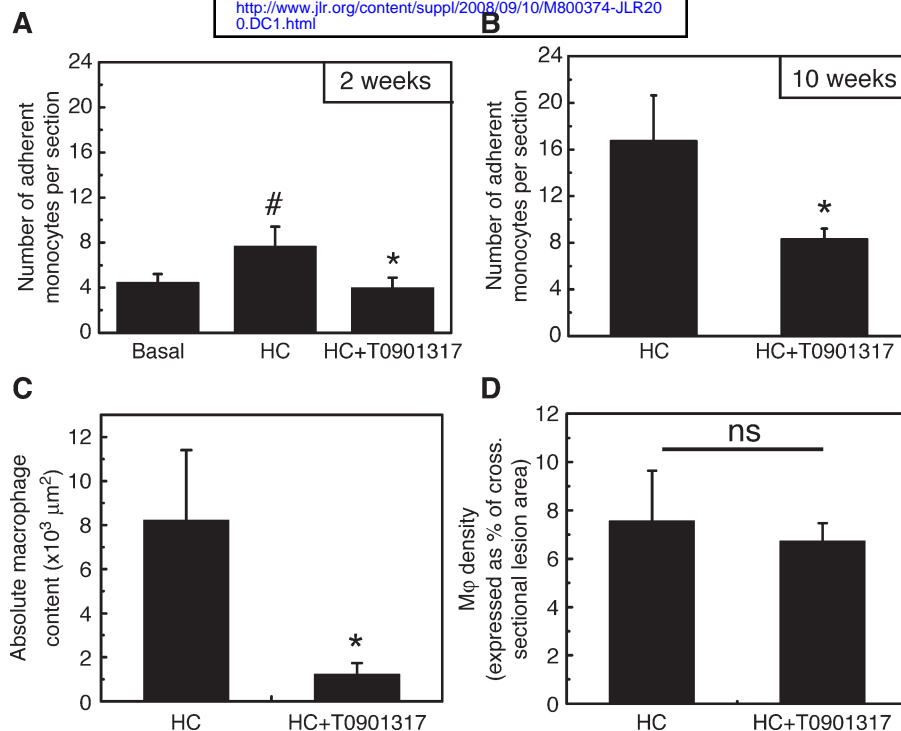 http://www.jlr.org/content/suppl/2008/09/10/M800374-JLR20
0.DC1.html
A
Number of adherent
monocytes per section
24
20
16
12
8
4
0
2 weeks
#
*
Basal
HC
HC+T0901317
B
Number of adherent
monocytes per section
24
20
16
12
8
4
0
10 weeks
*
HC
HC+T0901317
C
Absolute macrophage
content (x10³ μm²)
12
10
8
6
4
2
0
*
HC
HC+T0901317
D
Mφ density
(expressed as % of cross.
sectional lesion area)
12
10
8
6
4
2
0
ns
HC
HC+T0901317